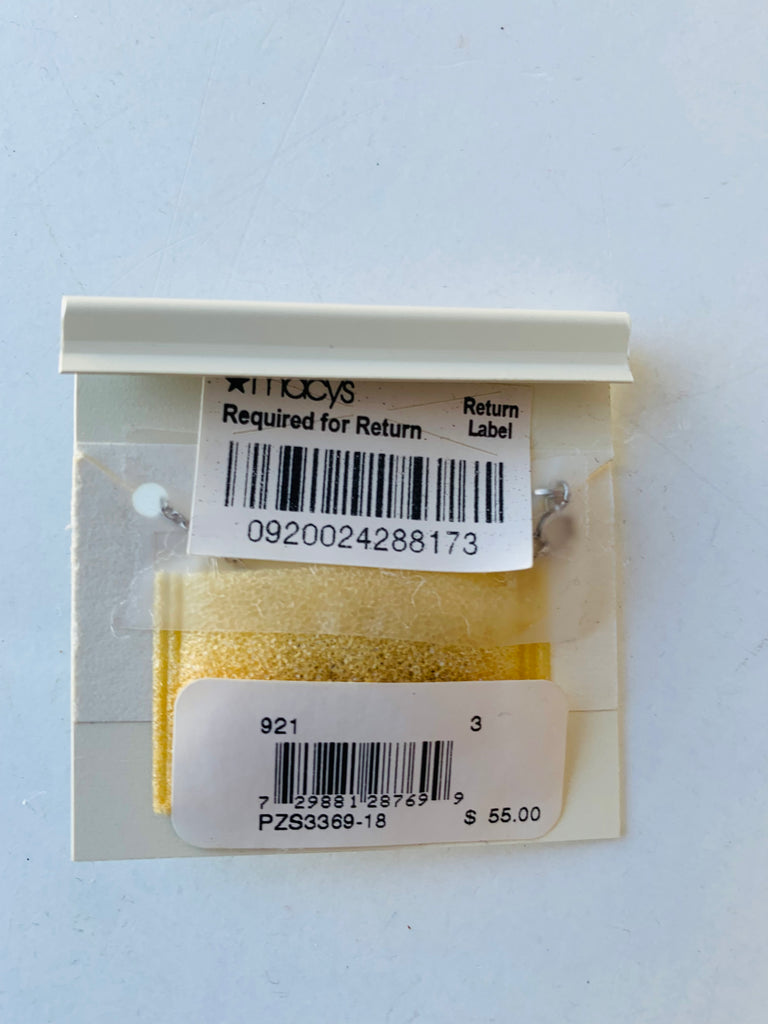 ★macys
Required for Return
Return
Label
0920024288173
921 3
7 29881 28769 9
PZS3369-18 $ 55.00